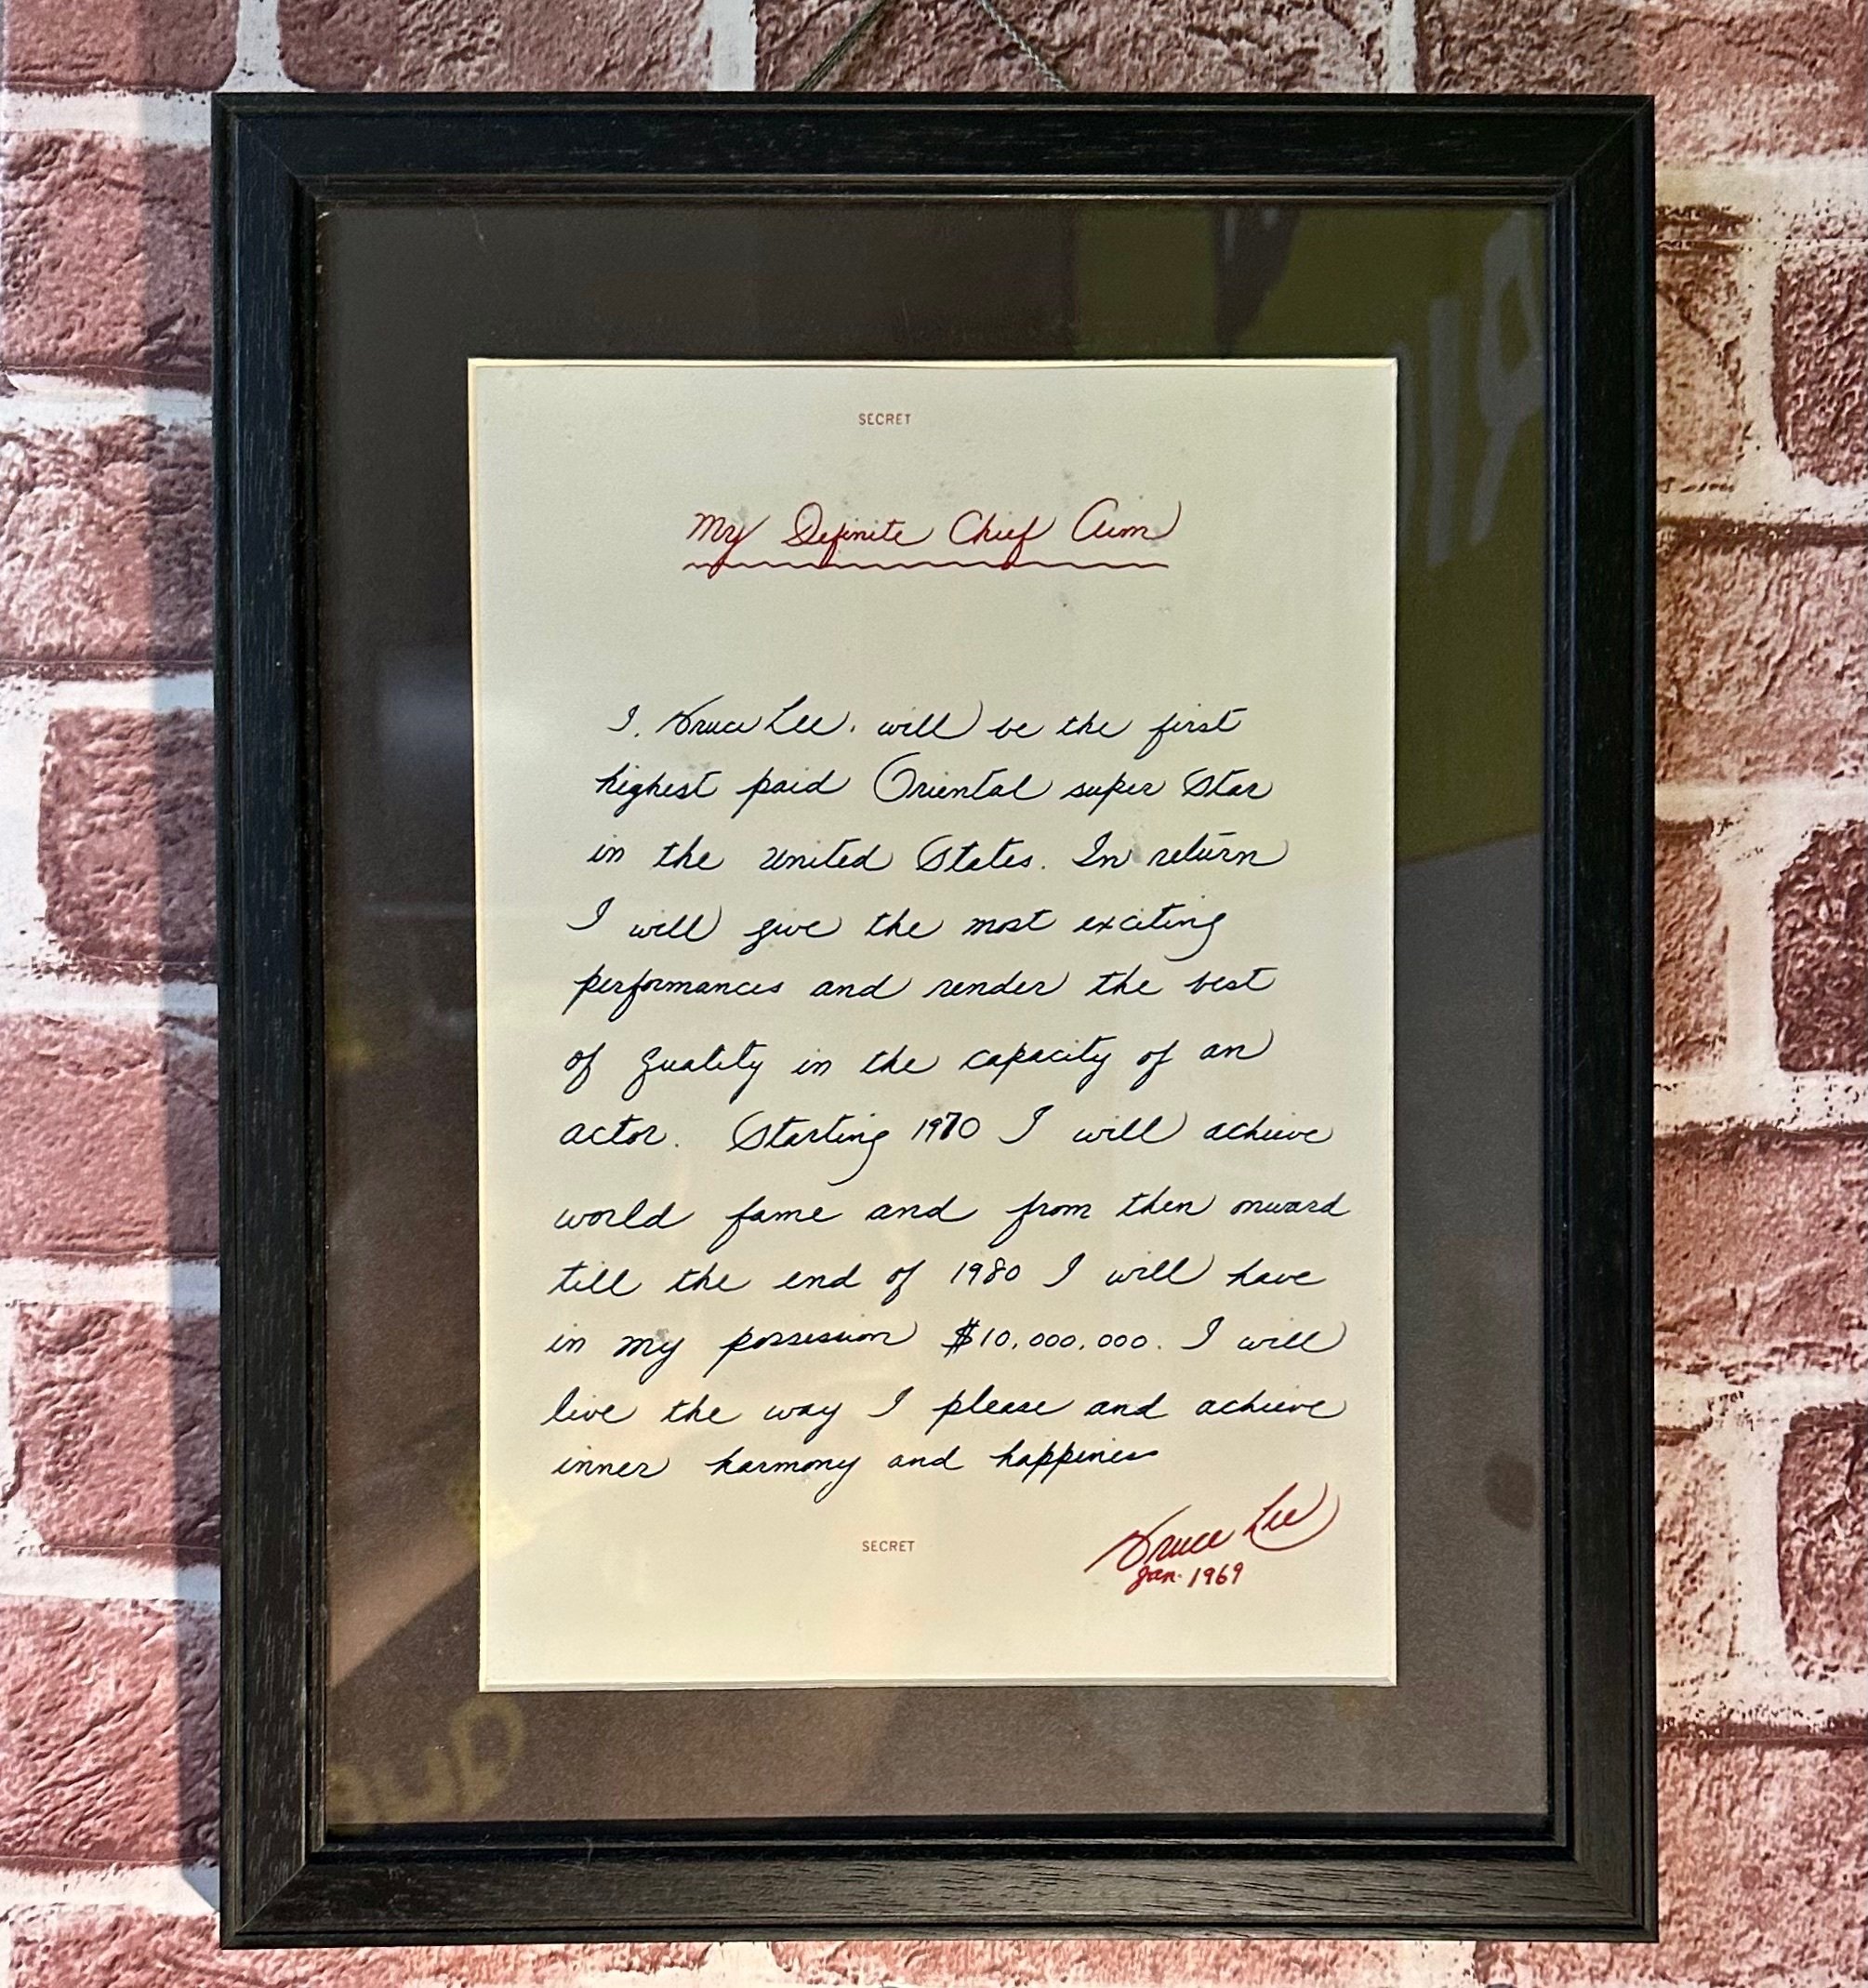 SECRET
My Definite Chief Aim
I, Bruce Lee, will be the first
highest paid Oriental super Star
in the United States. In return
I will give the most exciting
performances and render the best
of quality in the capacity of an
actor. Starting 1970 I will achieve
world fame and from then onward
till the end of 1980 I will have
in my possession $10,000,000. I will
live the way I please and achieve
inner harmony and happiness
Bruce Lee
Jan. 1969
SECRET